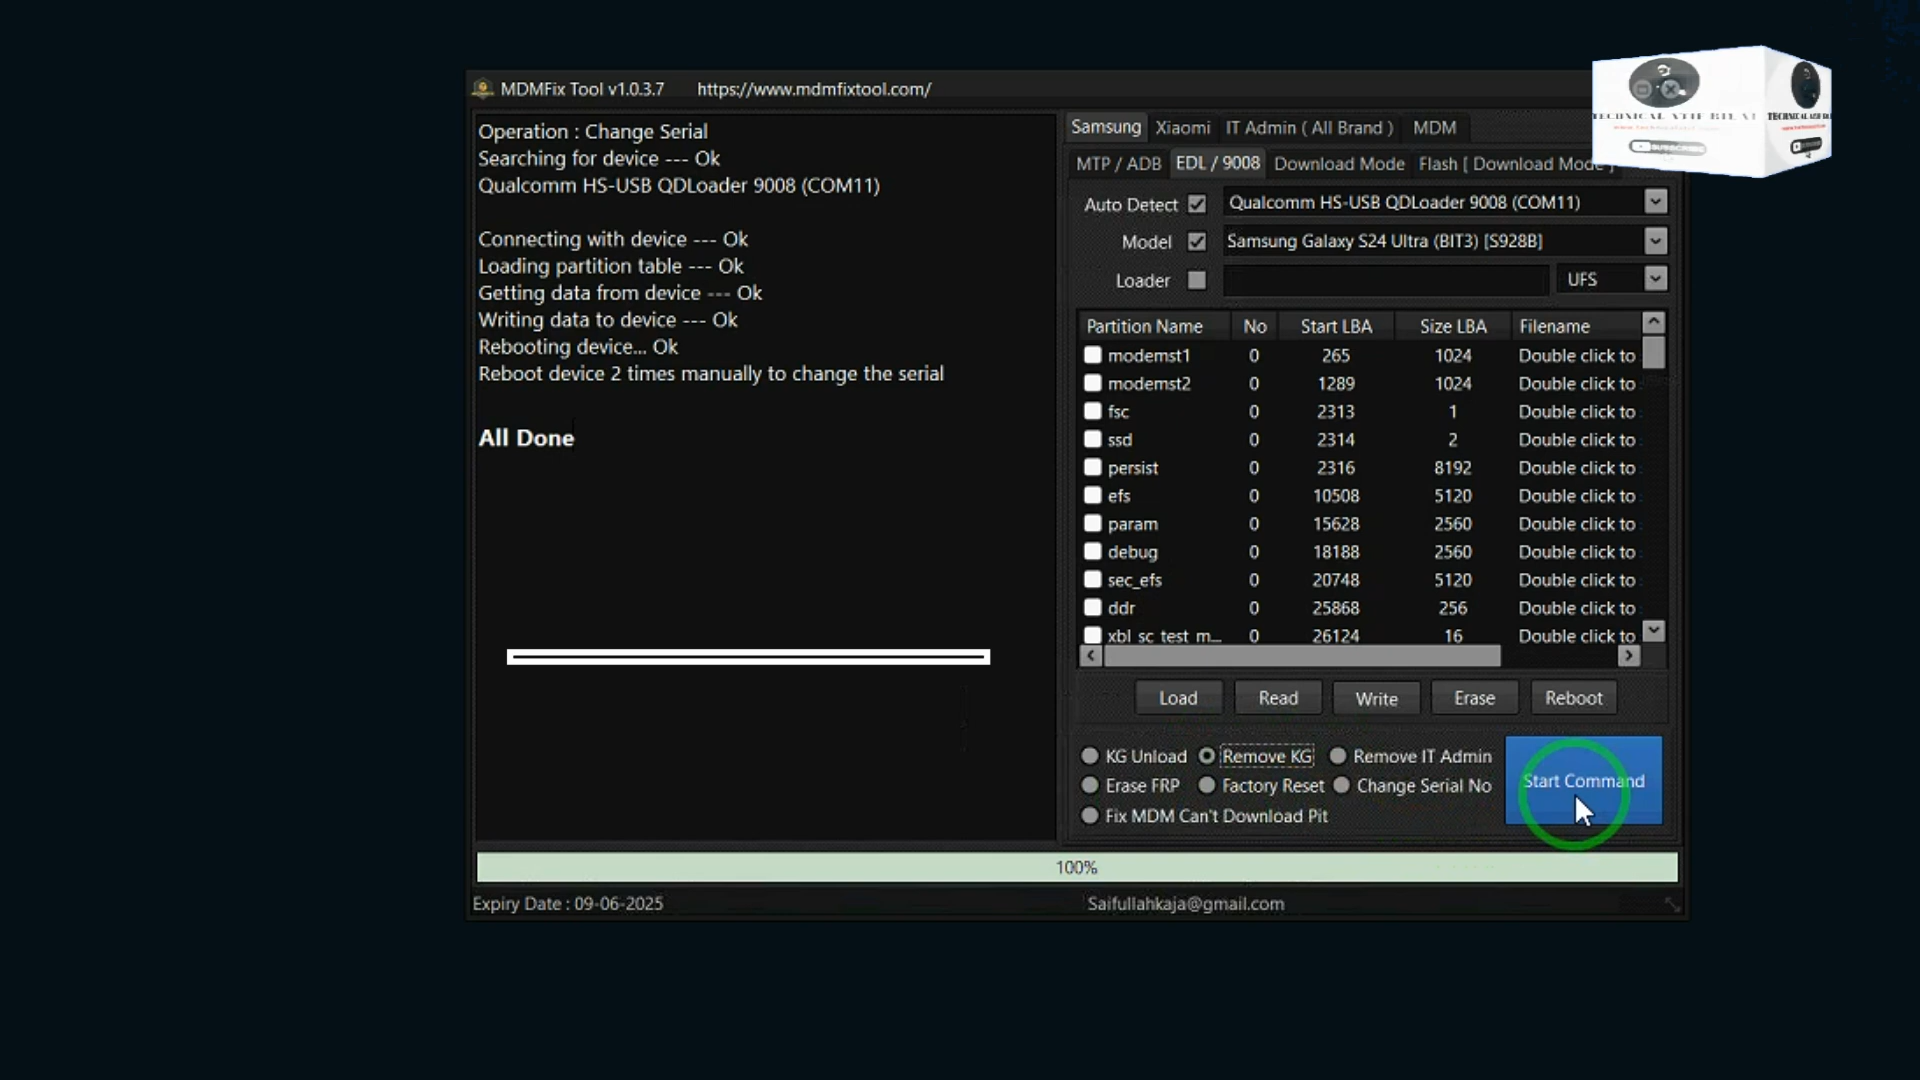 MDMFix Tool v1.0.3.7 https://www.mdmfixtool.com/
Operation : Change Serial
Searching for device --- Ok
Qualcomm HS-USB QDLoader 9008 (COM11)
Connecting with device --- Ok
Loading partition table --- Ok
Getting data from device --- Ok
Writing data to device --- Ok
Rebooting device... Ok
Reboot device 2 times manually to change the serial
All Done
Samsung Xiaomi IT Admin ( All Brand ) MDM
MTP / ADB EDL / 9008 Download Mode Flash [ Download Mode ]
Auto Detect Qualcomm HS-USB QDLoader 9008 (COM11)
Model Samsung Galaxy S24 Ultra (BIT3) [S928B]
Loader UFS
Partition Name No Start LBA Size LBA Filename
modemst1 0 265 1024 Double click to
modemst2 0 1289 1024 Double click to
fsc 0 2313 1 Double click to
ssd 0 2314 2 Double click to
persist 0 2316 8192 Double click to
efs 0 10508 5120 Double click to
param 0 15628 2560 Double click to
debug 0 18188 2560 Double click to
sec_efs 0 20748 5120 Double click to
ddr 0 25868 256 Double click to
xbl_sc_test_m... 0 26124 16 Double click to
Load Read Write Erase Reboot
KG Unload Remove KG Remove IT Admin
Erase FRP Factory Reset Change Serial No
Fix MDM Can't Download Pit
Start Command
100%
Expiry Date : 09-06-2025 Saifullahkaja@gmail.com
TECHNICAL
SUBSCRIBE
TECHNICAL